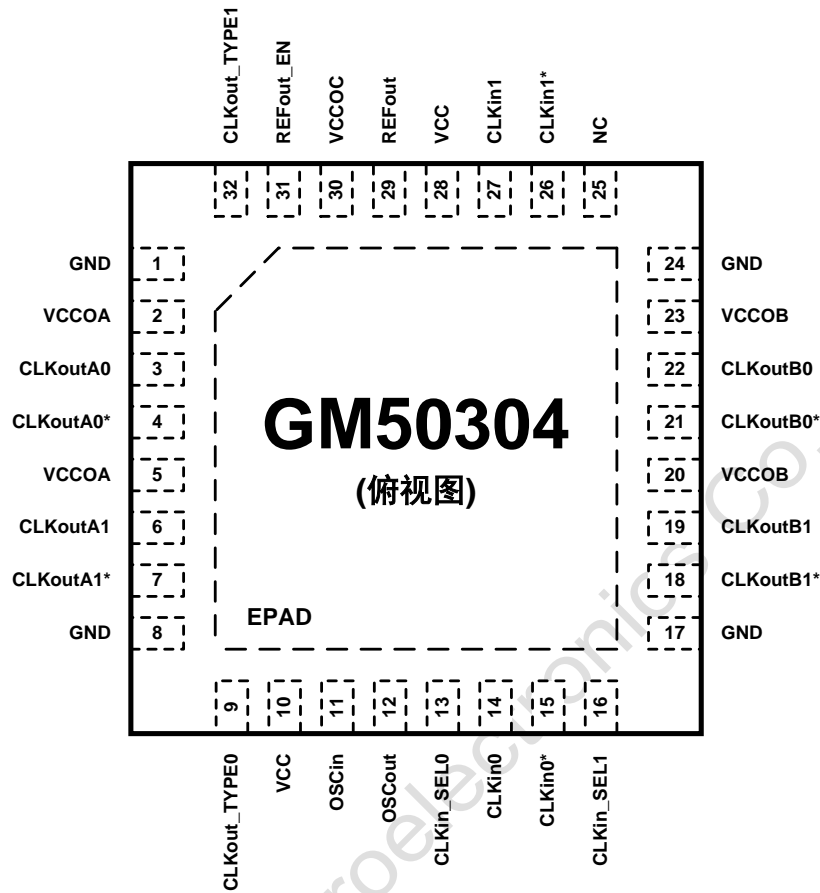 CLKout_TYPE1
REFout_EN
VCCOC
REFout
VCC
CLKin1
CLKin1*
NC
32
31
30
29
28
27
26
25
GND 1
VCCOA 2
CLKoutA0 3
CLKoutA0* 4
VCCOA 5
CLKoutA1 6
CLKoutA1* 7
GND 8
24 GND
23 VCCOB
22 CLKoutB0
21 CLKoutB0*
20 VCCOB
19 CLKoutB1
18 CLKoutB1*
17 GND
GM50304
(俯视图)
EPAD
9
10
11
12
13
14
15
16
CLKout_TYPE0
VCC
OSCin
OSCout
CLKin_SEL0
CLKin0
CLKin0*
CLKin_SEL1
roelectronics Co.,